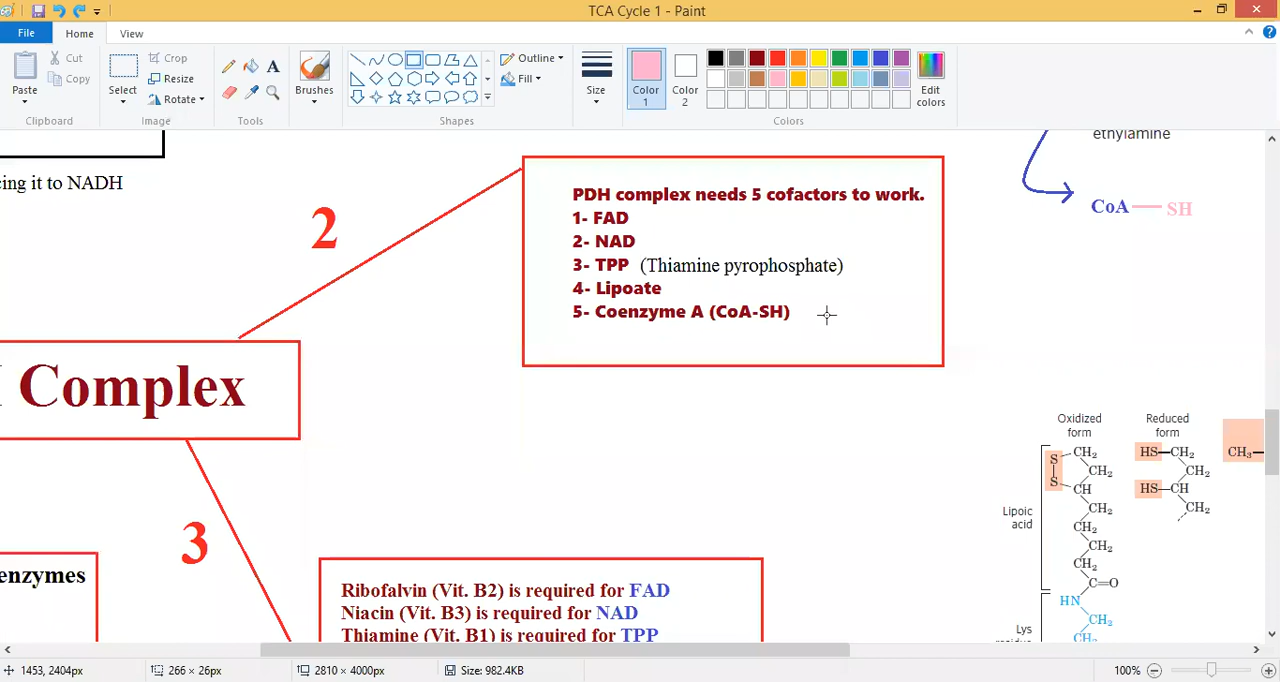 TCA Cycle 1 - Paint
File
Home
View
Paste
Cut
Copy
Clipboard
Select
Crop
Resize
Rotate
Image
A
Tools
Brushes
Outline
Fill
Shapes
Size
Color 1
Color 2
Edit colors
Colors
ethylamine
cing it to NADH
CoA — SH
2
PDH complex needs 5 cofactors to work.
1- FAD
2- NAD
3- TPP (Thiamine pyrophosphate)
4- Lipoate
5- Coenzyme A (CoA-SH)
Complex
3
enzymes
Ribofalvin (Vit. B2) is required for FAD
Niacin (Vit. B3) is required for NAD
Thiamine (Vit. B1) is required for TPP
Oxidized form
Reduced form
S
CH₂
HS—CH₂
CH₃—
CH₂
CH₂
S
CH
HS—CH
CH₂
CH₂
Lipoic acid
CH₂
CH₂
CH₂
C=O
HN
CH₂
Lys
CH₂
1453, 2404px
266 × 26px
2810 × 4000px
Size: 982.4KB
100%